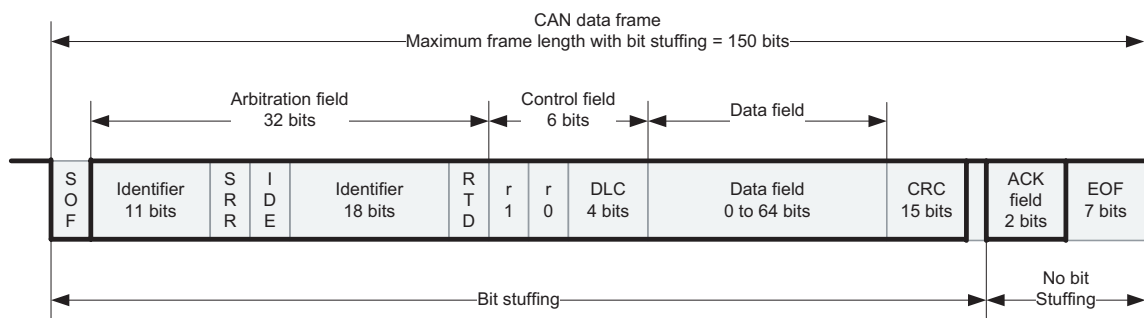 CAN data frame
Maximum frame length with bit stuffing = 150 bits
Arbitration field
32 bits
Control field
6 bits
Data field
S
O
F
Identifier
11 bits
S
R
R
I
D
E
Identifier
18 bits
R
T
D
r
1
r
0
DLC
4 bits
Data field
0 to 64 bits
CRC
15 bits
ACK
field
2 bits
EOF
7 bits
Bit stuffing
No bit
Stuffing